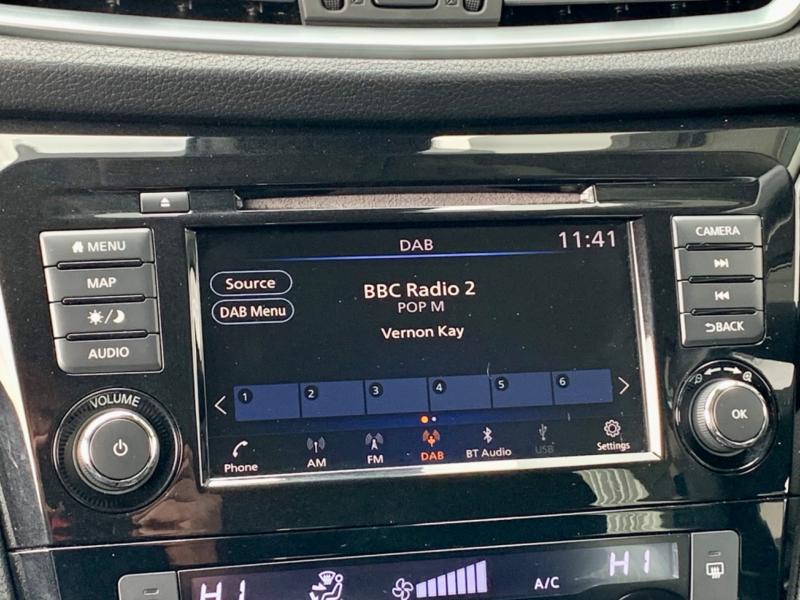 MENU
MAP
AUDIO
VOLUME
DAB
11:41
Source
DAB Menu
BBC Radio 2
POP M
Vernon Kay
1 2 3 4 5 6
Phone
AM
FM
DAB
BT Audio
USB
Settings
CAMERA
BACK
OK
HI
A/C
HI